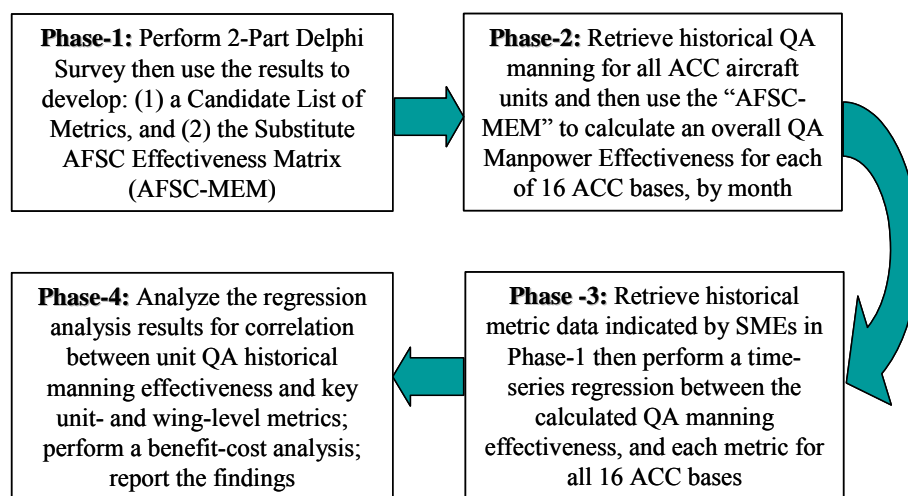 Phase-1: Perform 2-Part Delphi
Survey then use the results to
develop: (1) a Candidate List of
Metrics, and (2) the Substitute
AFSC Effectiveness Matrix
(AFSC-MEM)
Phase-2: Retrieve historical QA
manning for all ACC aircraft
units and then use the “AFSC-
MEM” to calculate an overall QA
Manpower Effectiveness for each
of 16 ACC bases, by month
Phase -3: Retrieve historical
metric data indicated by SMEs in
Phase-1 then perform a time-
series regression between the
calculated QA manning
effectiveness, and each metric for
all 16 ACC bases
Phase-4: Analyze the regression
analysis results for correlation
between unit QA historical
manning effectiveness and key
unit- and wing-level metrics;
perform a benefit-cost analysis;
report the findings